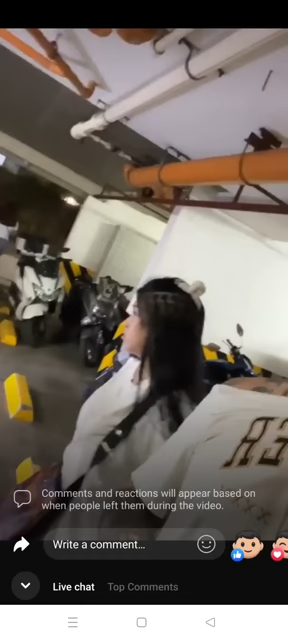 Comments and reactions will appear based on
when people left them during the video.
Write a comment...
Live chat Top Comments